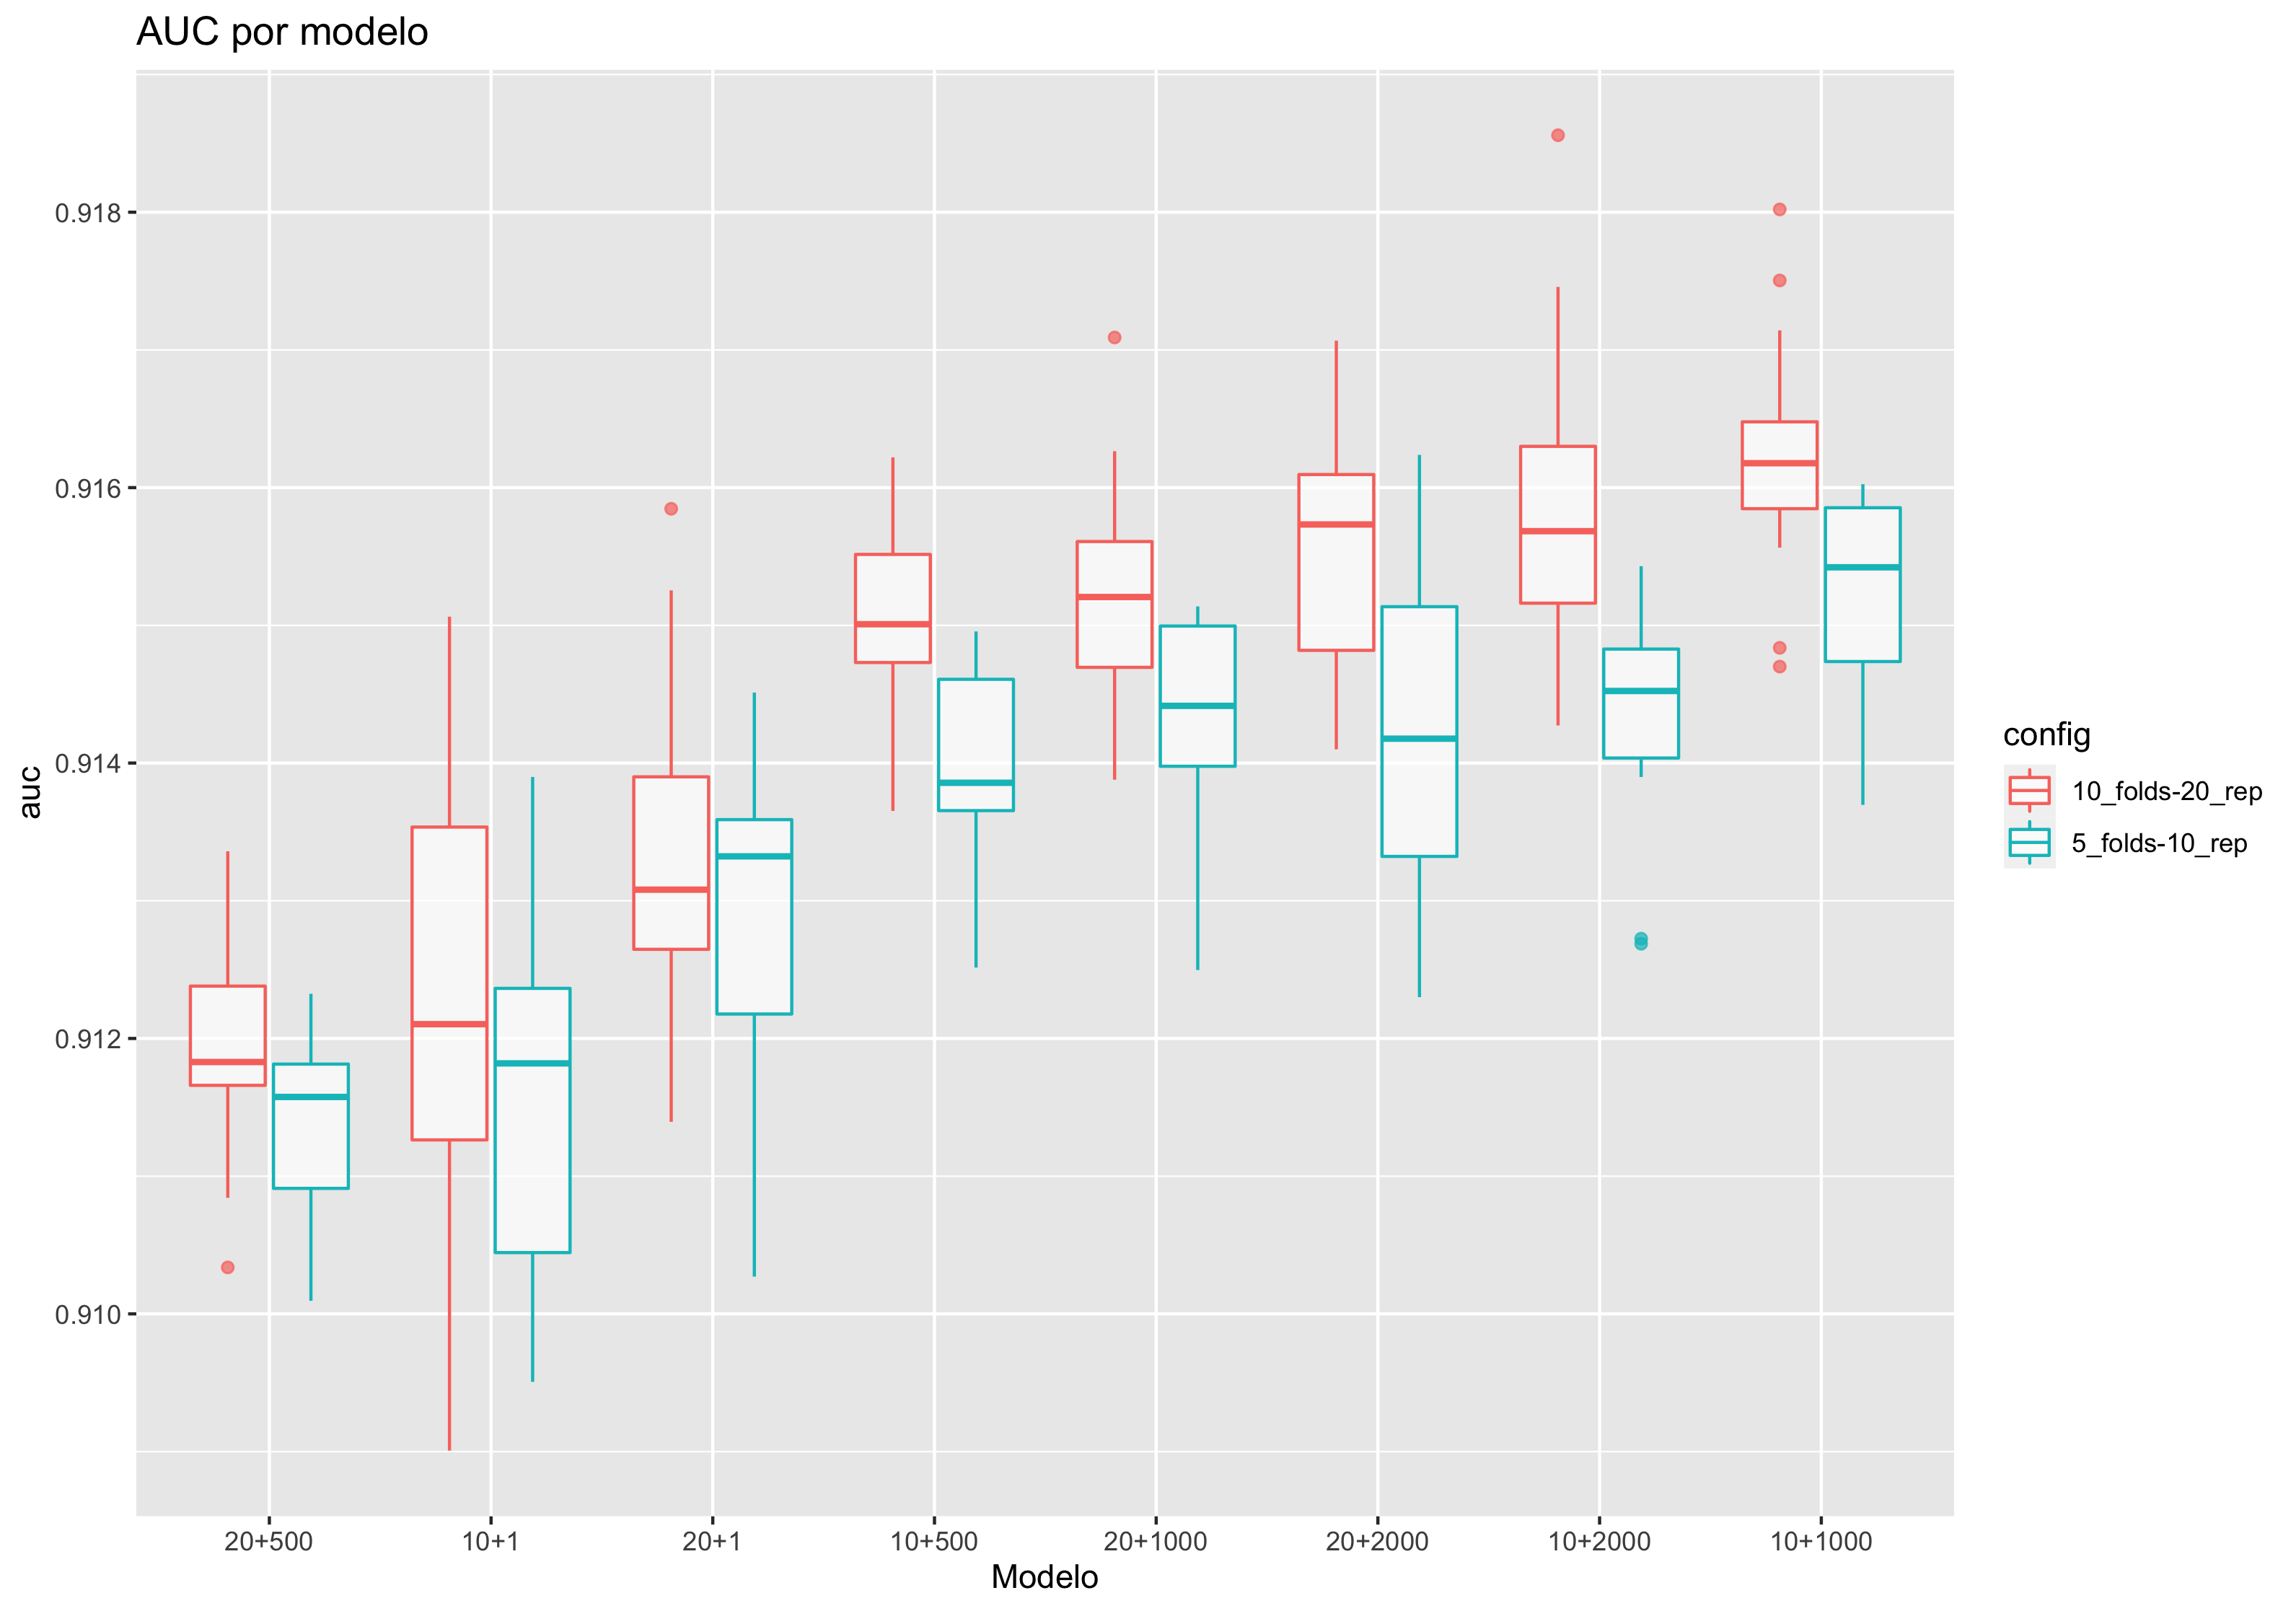 AUC por modelo
auc
0.918
0.916
0.914
0.912
0.910
20+500 10+1 20+1 10+500 20+1000 20+2000 10+2000 10+1000
Modelo
config
10_folds-20_rep
5_folds-10_rep